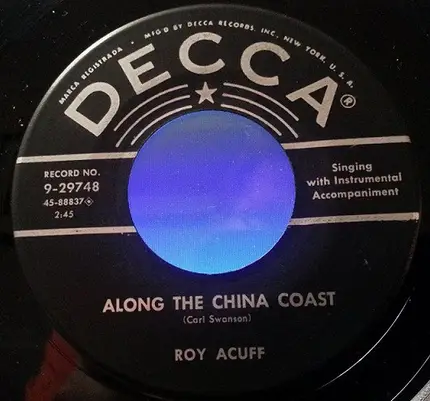 MARCA REGISTRADA • MF'D BY DECCA RECORDS, INC., NEW YORK, U. S. A.
DECCA®
RECORD NO.
9-29748
45-88837
2:45
Singing
with Instrumental
Accompaniment
ALONG THE CHINA COAST
(Carl Swanson)
ROY ACUFF